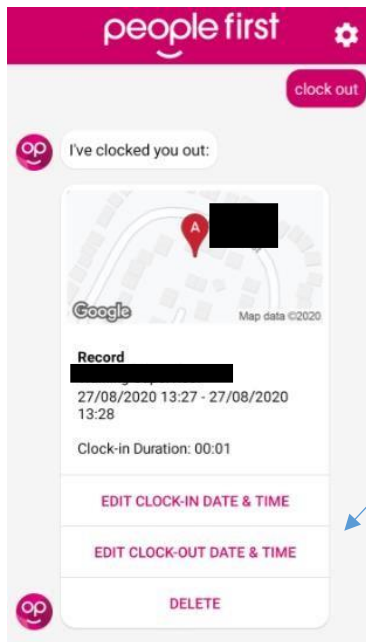 people first
clock out
op
I've clocked you out:
A
Google
Map data ©2020
Record
27/08/2020 13:27 - 27/08/2020
13:28
Clock-in Duration: 00:01
EDIT CLOCK-IN DATE & TIME
EDIT CLOCK-OUT DATE & TIME
DELETE
op